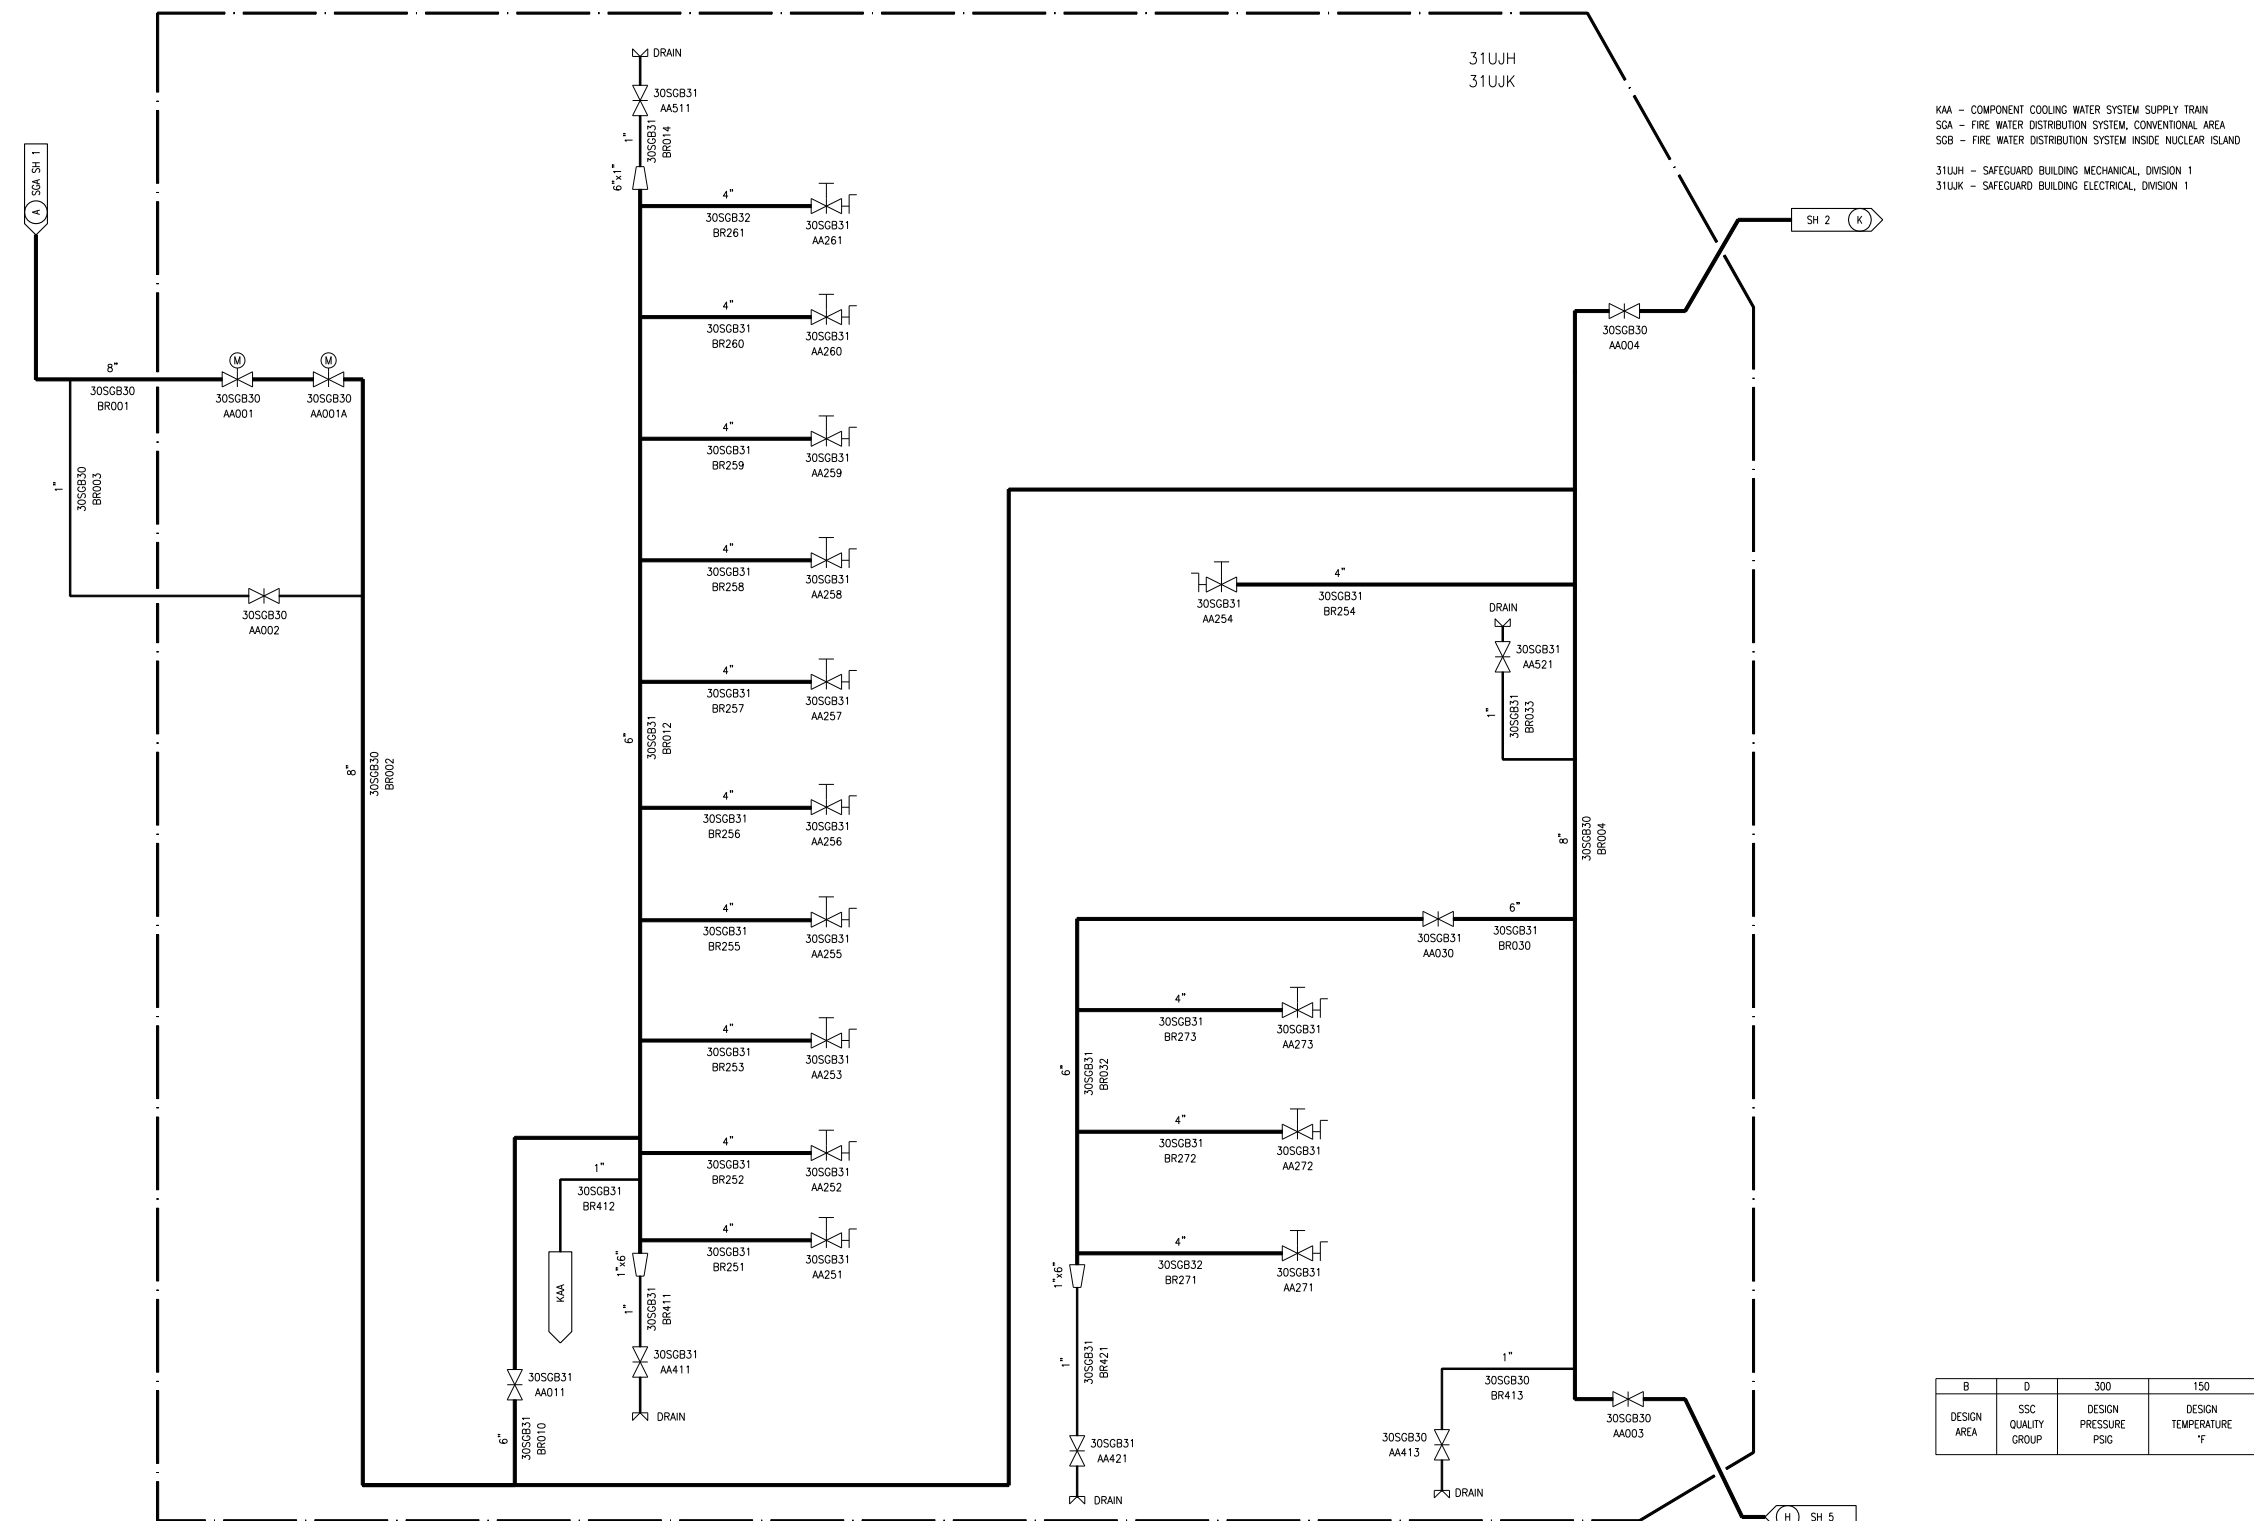 31UJH
31UJK
KAA – COMPONENT COOLING WATER SYSTEM SUPPLY TRAIN
SGA – FIRE WATER DISTRIBUTION SYSTEM, CONVENTIONAL AREA
SGB – FIRE WATER DISTRIBUTION SYSTEM INSIDE NUCLEAR ISLAND
31UJH – SAFEGUARD BUILDING MECHANICAL, DIVISION 1
31UJK – SAFEGUARD BUILDING ELECTRICAL, DIVISION 1
A SGA SH 1
8"
30SGB30
BR001
30SGB30
BR003
1"
M
30SGB30
AA001
M
30SGB30
AA001A
30SGB30
AA002
8"
30SGB30
BR002
DRAIN
30SGB31
AA511
1"
30SGB31
BR014
6"x1"
4"
30SGB32
BR261
30SGB31
AA261
4"
30SGB31
BR260
30SGB31
AA260
4"
30SGB31
BR259
30SGB31
AA259
4"
30SGB31
BR258
30SGB31
AA258
4"
30SGB31
BR257
30SGB31
AA257
6"
30SGB31
BR012
4"
30SGB31
BR256
30SGB31
AA256
4"
30SGB31
BR255
30SGB31
AA255
4"
30SGB31
BR253
30SGB31
AA253
4"
30SGB31
BR252
30SGB31
AA252
1"
30SGB31
BR412
KAA
4"
30SGB31
BR251
30SGB31
AA251
1"x6"
1"
30SGB31
BR411
30SGB31
AA411
DRAIN
30SGB31
AA011
6"
30SGB31
BR010
SH 2 K
30SGB30
AA004
4"
30SGB31
BR254
30SGB31
AA254
DRAIN
30SGB31
AA521
1"
30SGB31
BR033
8"
30SGB30
BR004
6"
30SGB31
BR030
30SGB31
AA030
4"
30SGB31
BR273
30SGB31
AA273
6"
30SGB31
BR032
4"
30SGB31
BR272
30SGB31
AA272
4"
30SGB32
BR271
30SGB31
AA271
1"x6"
1"
30SGB31
BR421
30SGB31
AA421
DRAIN
1"
30SGB30
BR413
30SGB30
AA413
DRAIN
30SGB30
AA003
H SH 5
B D 300 150
DESIGN AREA
SSC QUALITY GROUP
DESIGN PRESSURE PSIG
DESIGN TEMPERATURE °F